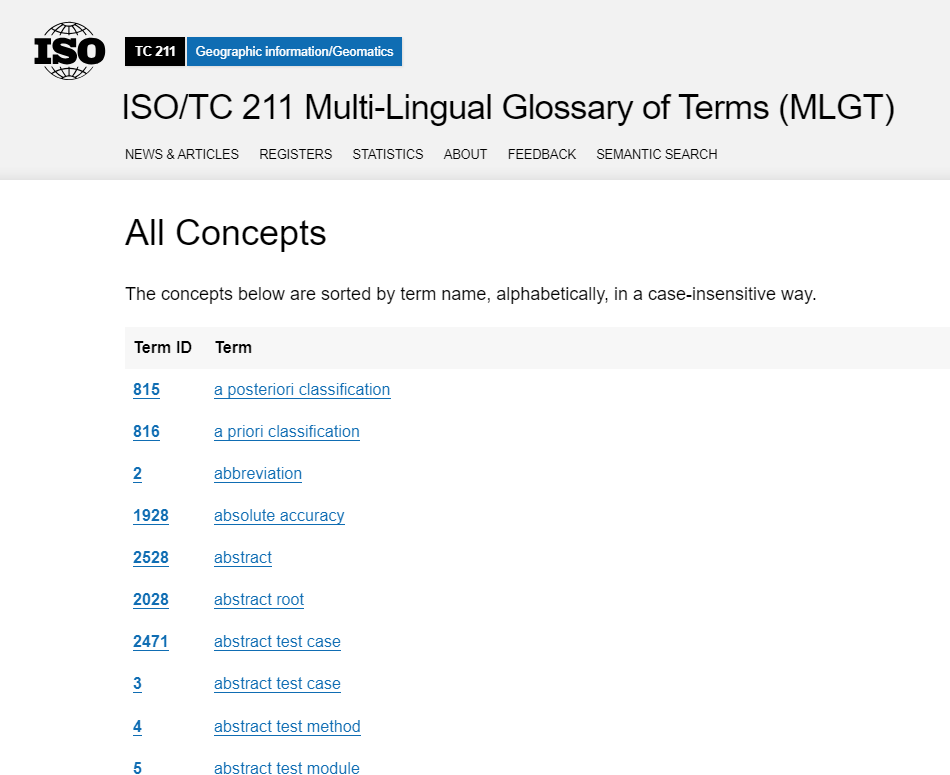 ISO TC 211 Geographic information/Geomatics
ISO/TC 211 Multi-Lingual Glossary of Terms (MLGT)
NEWS & ARTICLES REGISTERS STATISTICS ABOUT FEEDBACK SEMANTIC SEARCH
All Concepts
The concepts below are sorted by term name, alphabetically, in a case-insensitive way.
Term ID Term
815 a posteriori classification
816 a priori classification
2 abbreviation
1928 absolute accuracy
2528 abstract
2028 abstract root
2471 abstract test case
3 abstract test case
4 abstract test method
5 abstract test module